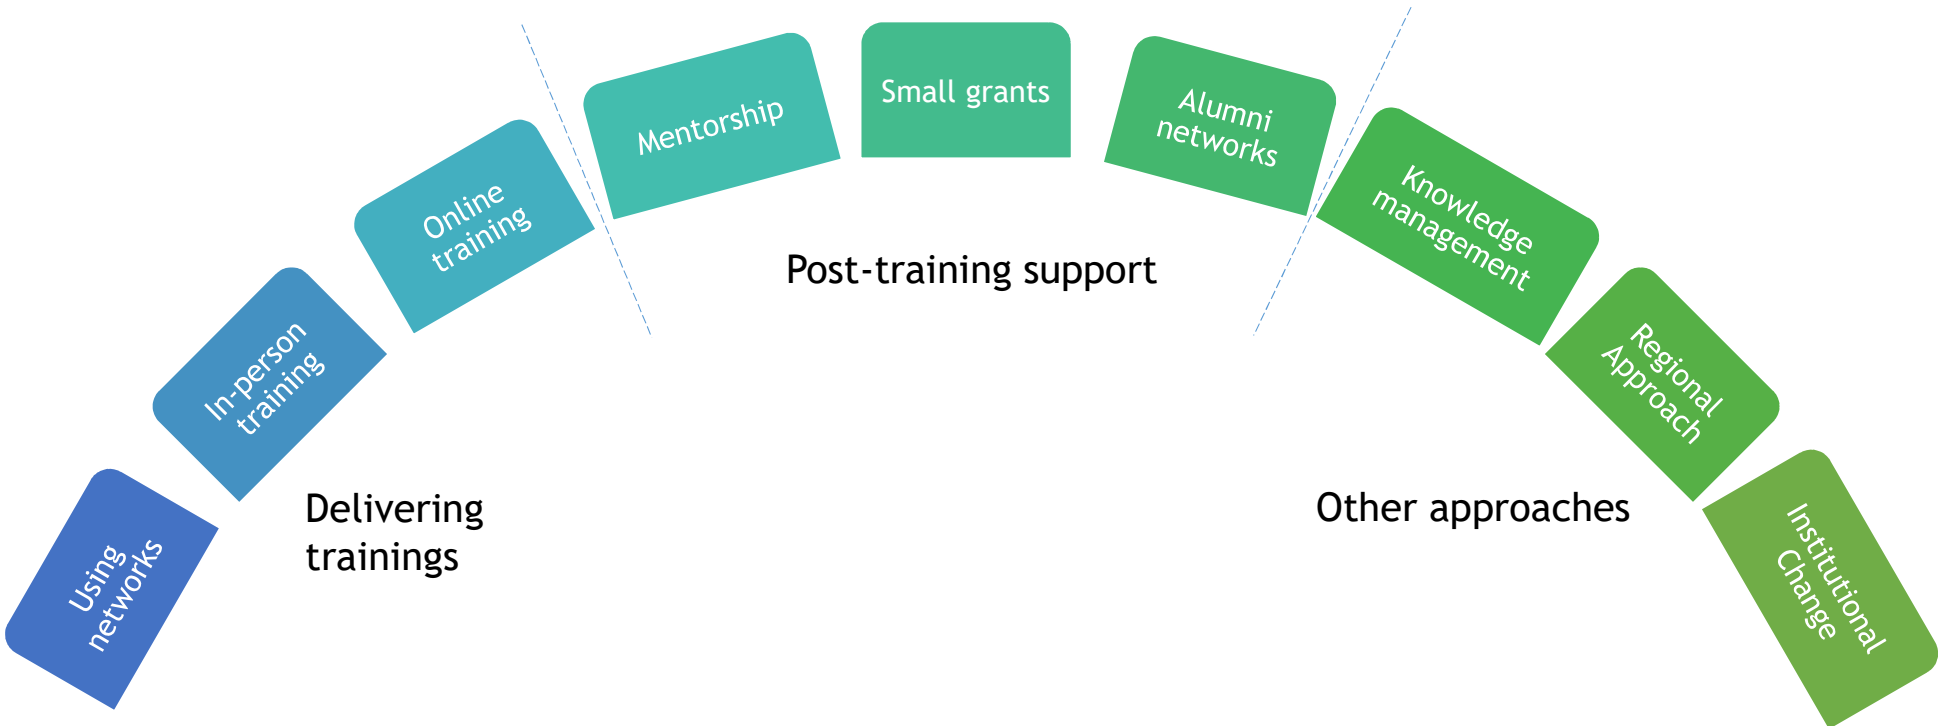 Using
networks
In-person
training
Online
training
Delivering
trainings
Mentorship
Small grants
Alumni
networks
Post-training support
Knowledge
management
Regional
Approach
Institutional
Change
Other approaches